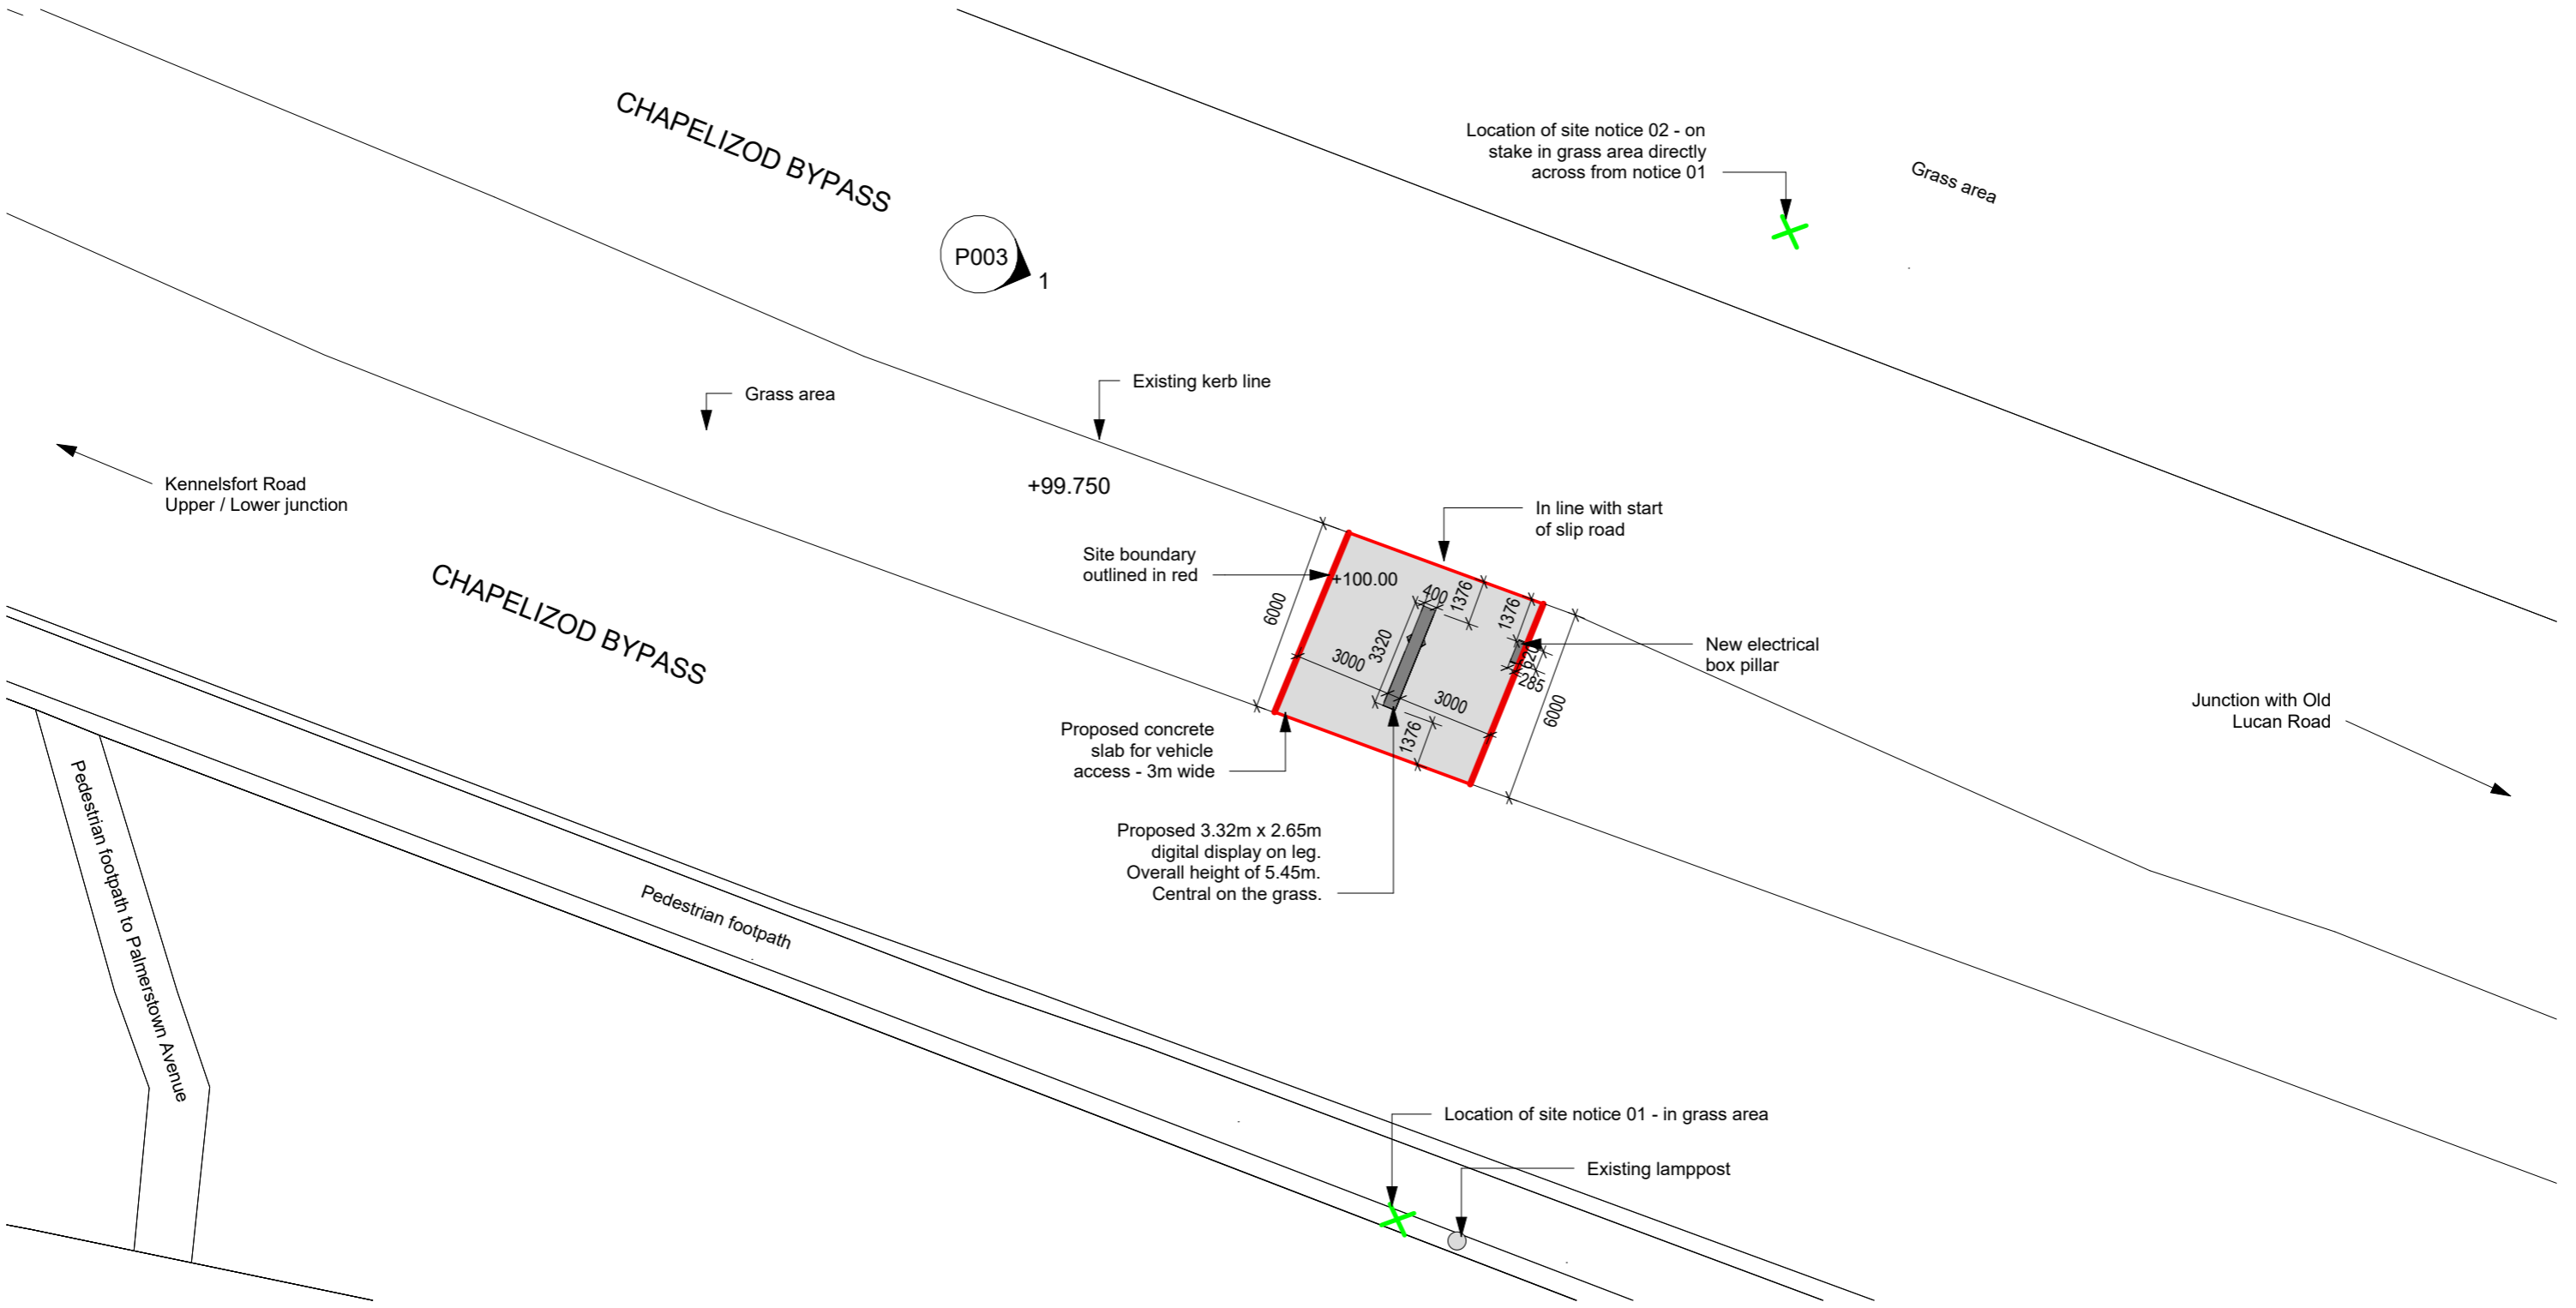 CHAPELIZOD BYPASS
Location of site notice 02 - on
stake in grass area directly
across from notice 01
Grass area
P003
1
Existing kerb line
Grass area
Kennelsfort Road
Upper / Lower junction
+99.750
In line with start
of slip road
Site boundary
outlined in red
+100.00
400
1376
1376
6000
3320
3000
620
285
3000
6000
1376
New electrical
box pillar
CHAPELIZOD BYPASS
Junction with Old
Lucan Road
Proposed concrete
slab for vehicle
access - 3m wide
Proposed 3.32m x 2.65m
digital display on leg.
Overall height of 5.45m.
Central on the grass.
Pedestrian footpath to Palmerstown Avenue
Pedestrian footpath
Location of site notice 01 - in grass area
Existing lamppost